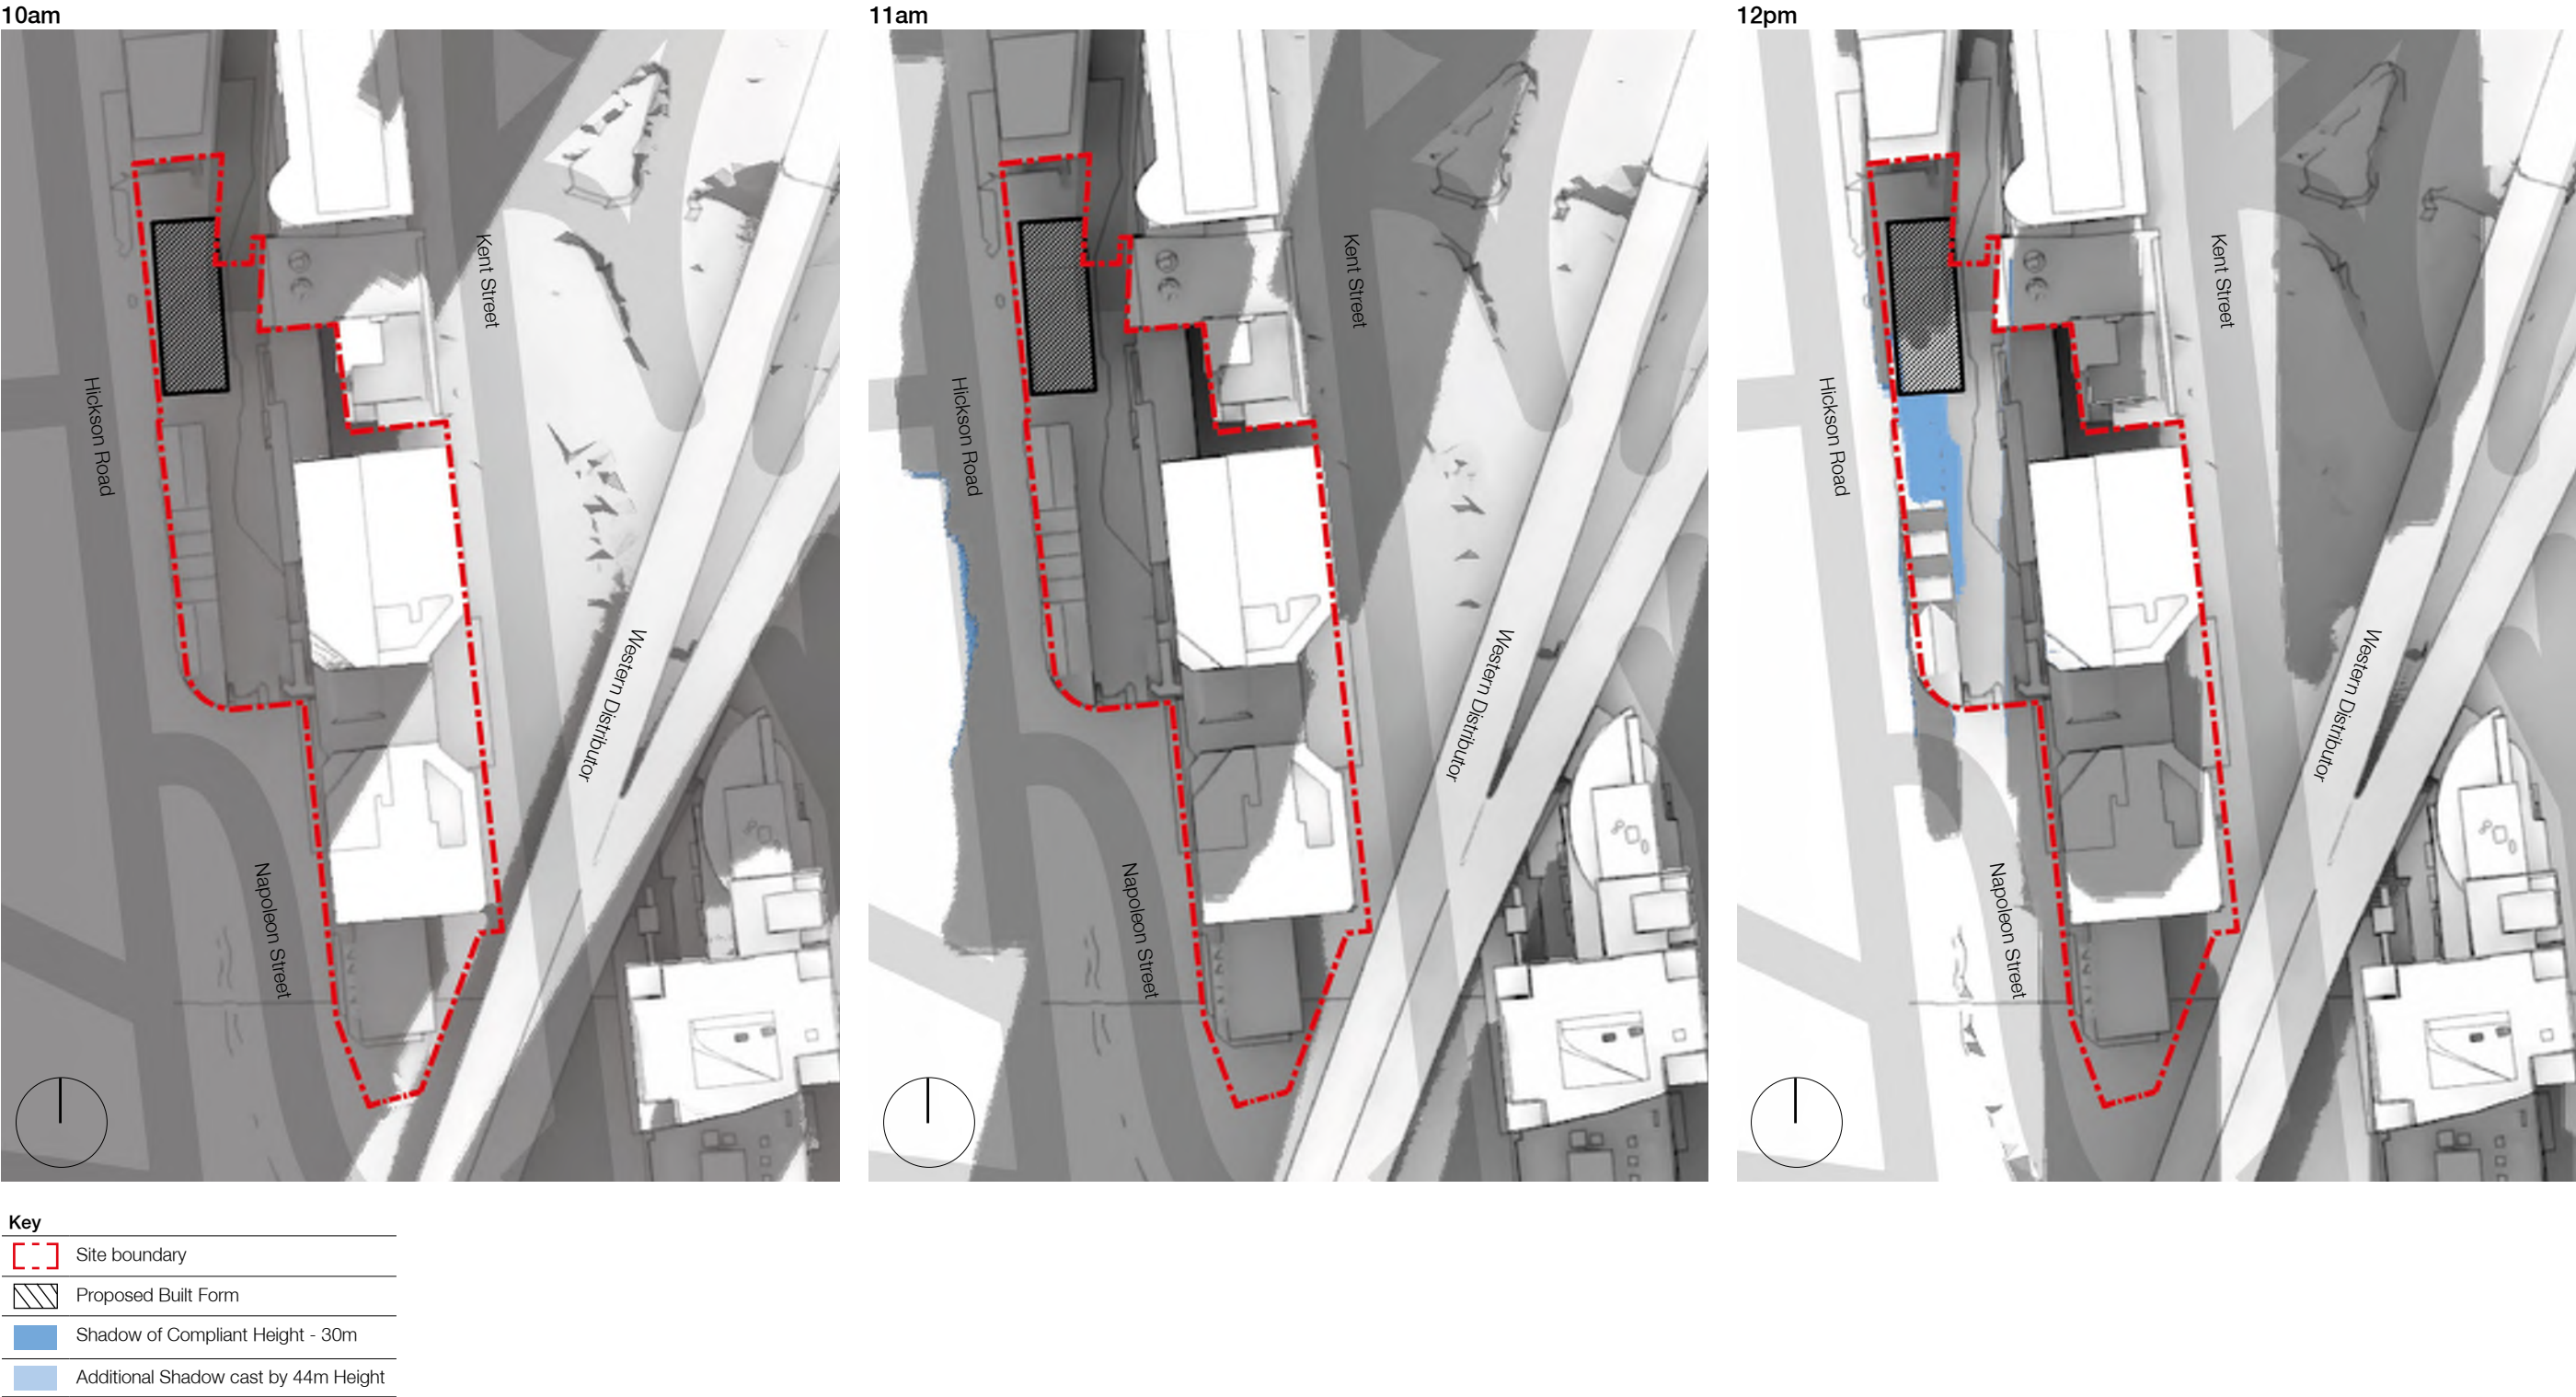 10am
11am
12pm
Kent Street
Hickson Road
Western Distributor
Napoleon Street
Kent Street
Hickson Road
Western Distributor
Napoleon Street
Kent Street
Hickson Road
Western Distributor
Napoleon Street
Key
Site boundary
Proposed Built Form
Shadow of Compliant Height - 30m
Additional Shadow cast by 44m Height